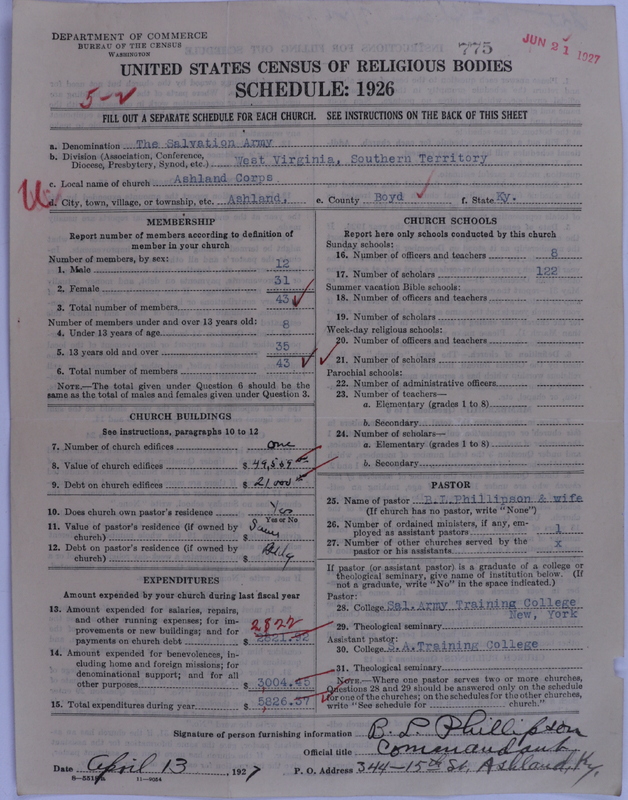 DEPARTMENT OF COMMERCE
BUREAU OF THE CENSUS
WASHINGTON
775
JUN 21 1927
UNITED STATES CENSUS OF RELIGIOUS BODIES
SCHEDULE: 1926
5-2
FILL OUT A SEPARATE SCHEDULE FOR EACH CHURCH. SEE INSTRUCTIONS ON THE BACK OF THIS SHEET
a. Denomination The Salvation Army
b. Division (Association, Conference, Diocese, Presbytery, Synod, etc.) West Virginia, Southern Territory
c. Local name of church Ashland Corps
d. City, town, village, or township, etc. Ashland, e. County Boyd f. State Ky.
MEMBERSHIP
Report number of members according to definition of member in your church
Number of members, by sex:
1. Male 12
2. Female 31
3. Total number of members 43
Number of members under and over 13 years old:
4. Under 13 years of age 8
5. 13 years old and over 35
6. Total number of members 43
NOTE.—The total given under Question 6 should be the same as the total of males and females given under Question 3.
CHURCH BUILDINGS
See instructions, paragraphs 10 to 12
7. Number of church edifices one
8. Value of church edifices $
9. Debt on church edifices $ 21,000
10. Does church own pastor's residence Yes
Yes or No
11. Value of pastor's residence (if owned by church) $ Same
12. Debt on pastor's residence (if owned by church) $ Bldg
EXPENDITURES
Amount expended by your church during last fiscal year
13. Amount expended for salaries, repairs, and other running expenses; for improvements or new buildings; and for payments on church debt $ 2821.92
2822
14. Amount expended for benevolences, including home and foreign missions; for denominational support; and for all other purposes $ 3004.45
15. Total expenditures during year $ 5826.37
CHURCH SCHOOLS
Report here only schools conducted by this church
Sunday schools:
16. Number of officers and teachers 8
17. Number of scholars 122
Summer vacation Bible schools:
18. Number of officers and teachers
19. Number of scholars
Week-day religious schools:
20. Number of officers and teachers
21. Number of scholars
Parochial schools:
22. Number of administrative officers
23. Number of teachers—
a. Elementary (grades 1 to 8)
b. Secondary
24. Number of scholars—
a. Elementary (grades 1 to 8)
b. Secondary
PASTOR
25. Name of pastor B.L.Phillipson & wife
(If church has no pastor, write "None")
26. Number of ordained ministers, if any, employed as assistant pastors 1
27. Number of other churches served by the pastor or his assistants x
If pastor (or assistant pastor) is a graduate of a college or theological seminary, give name of institution below. (If not a graduate, write "No" in the space indicated.)
Pastor:
28. College Sal.Army Training College
New, York
29. Theological seminary
Assistant pastor:
30. College S.A.Training College
31. Theological seminary
NOTE.—Where one pastor serves two or more churches, Questions 28 and 29 should be answered only on the schedule for one of the churches; on the schedules for the other churches, write "See schedule for church."
Signature of person furnishing information B. L. Phillipson
Official title Commandant
Date April 13, 1927 P. O. Address 344-15th St, Ashland, Ky.
11-9054